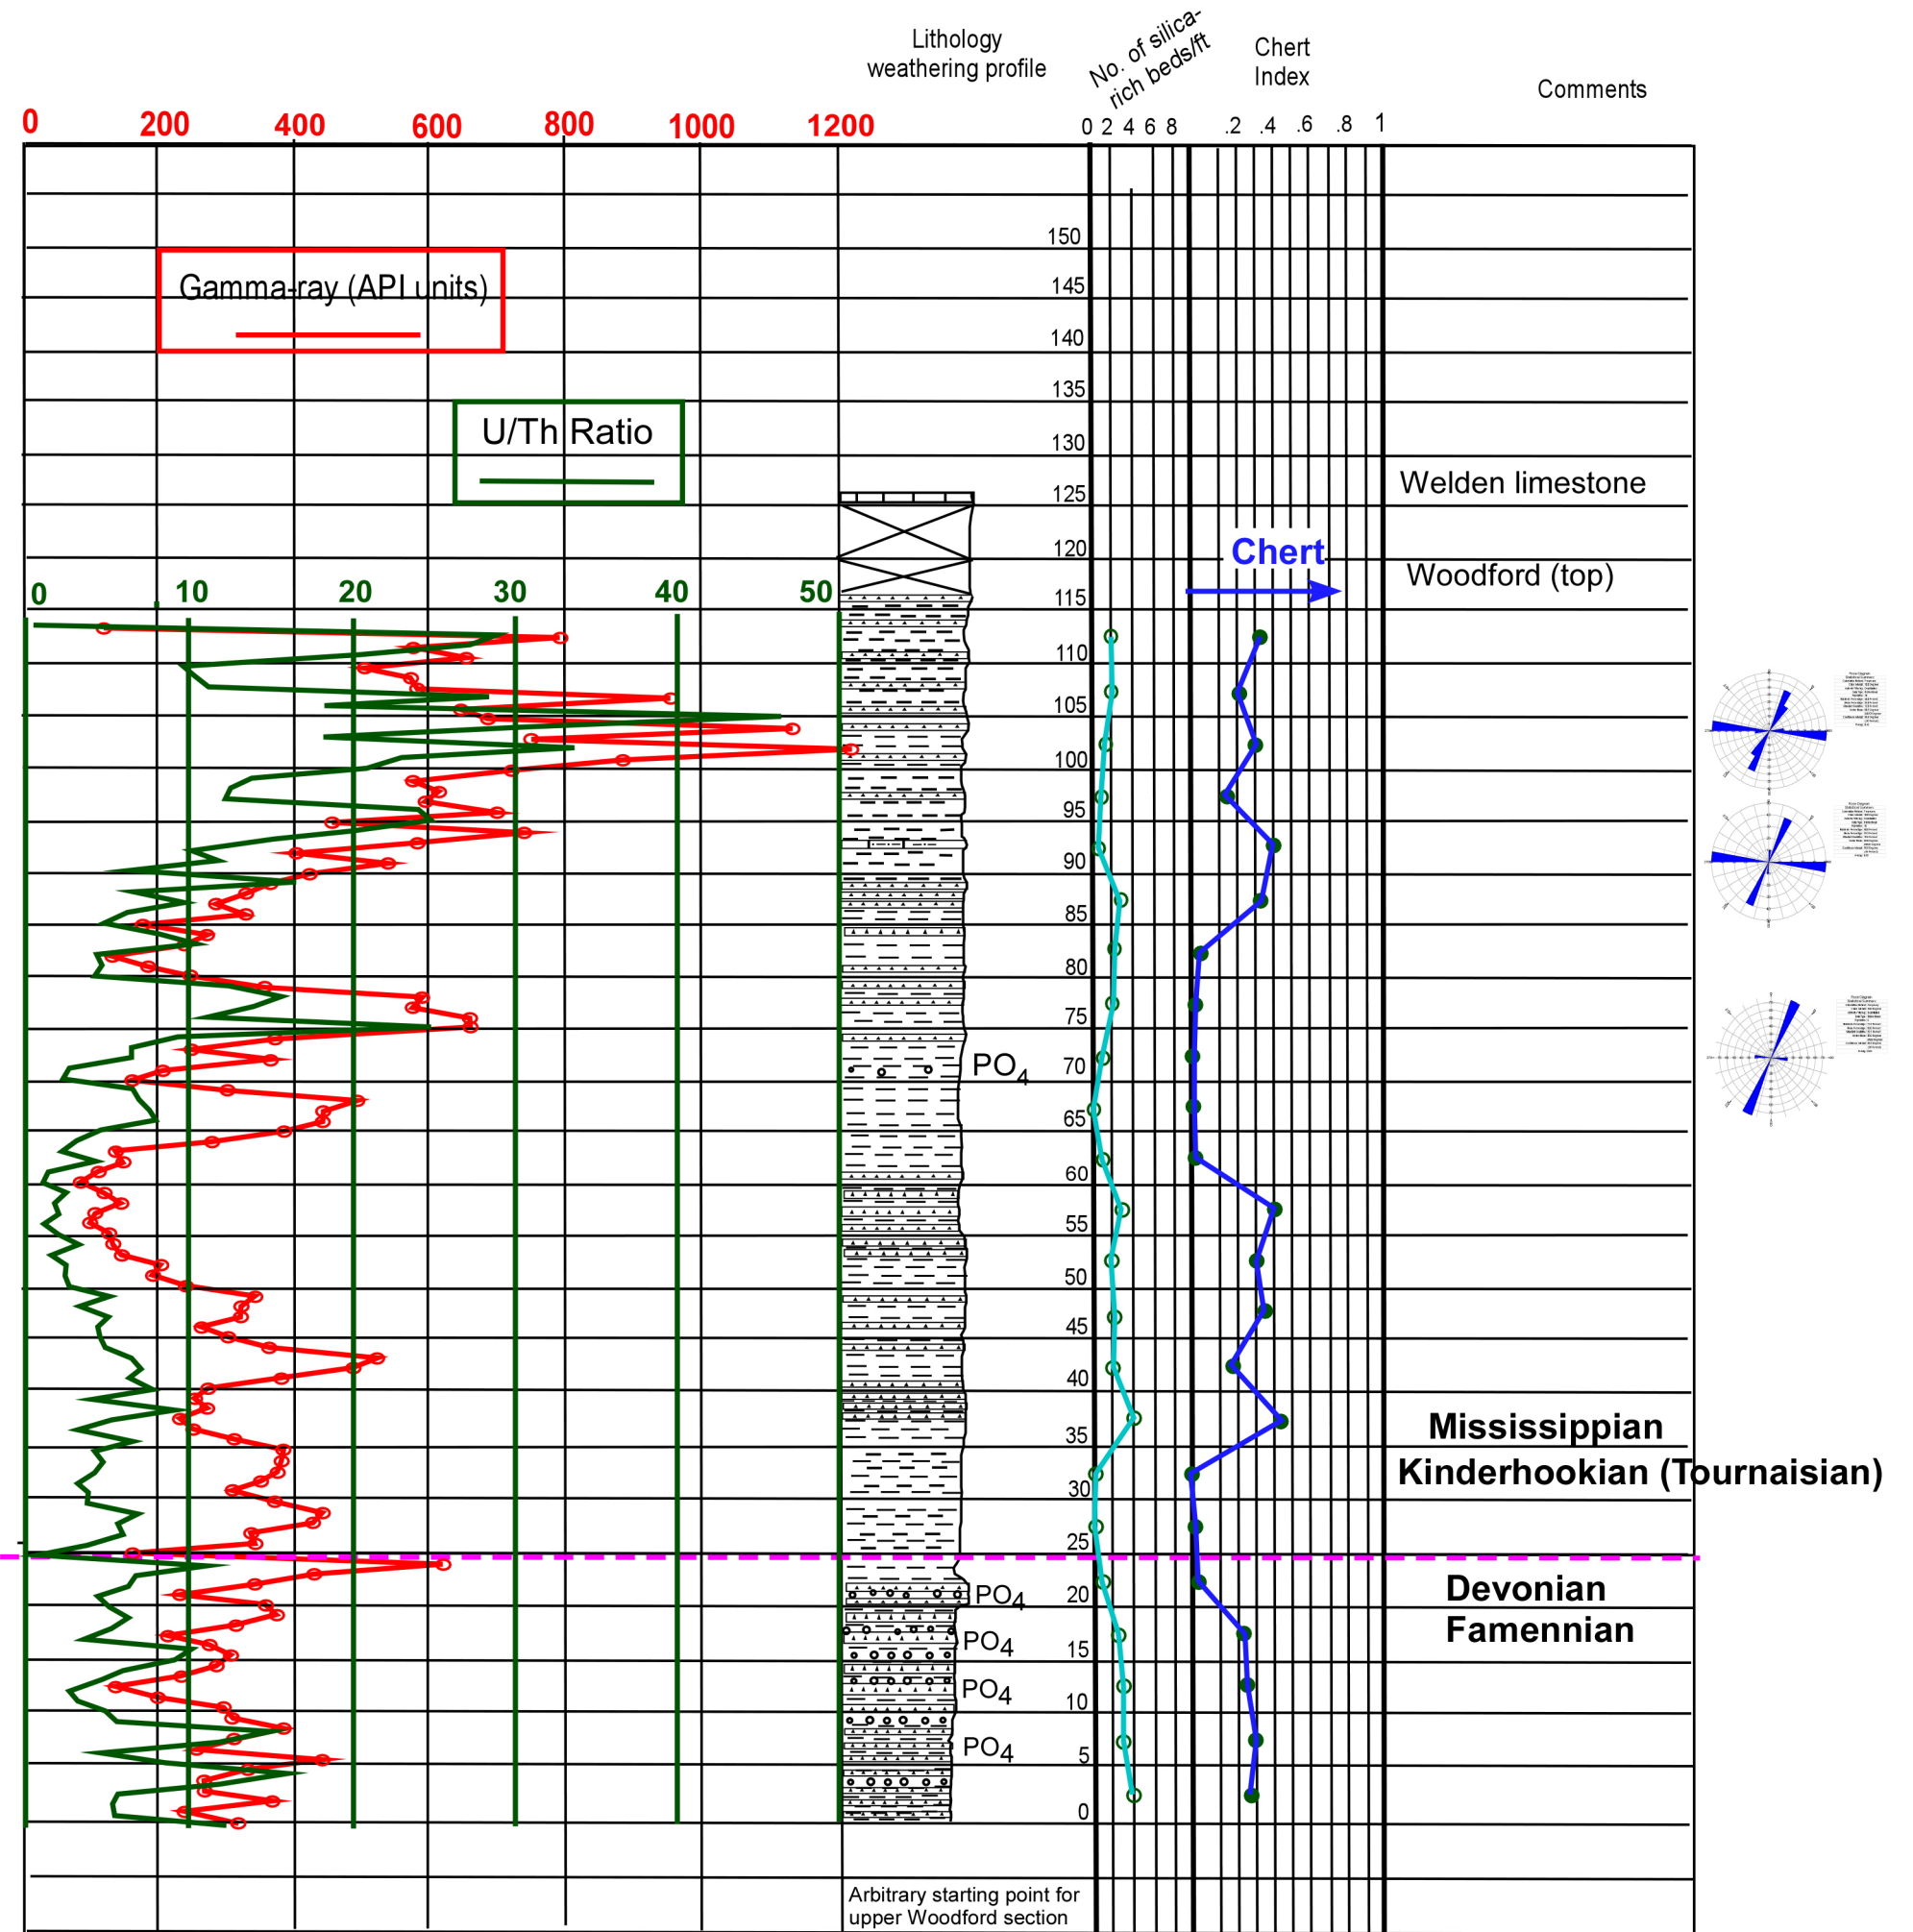 Lithology
weathering profile
No. of silica-
rich beds/ft
Chert
Index
Comments
0 200 400 600 800 1000 1200
0 2 4 6 8
.2 .4 .6 .8 1
150
Gamma-ray (API units)
145
140
135
U/Th Ratio
130
125
Welden limestone
120
Chert
Woodford (top)
0 10 20 30 40 50
115
110
105
100
95
90
85
80
75
70
PO4
65
60
55
50
45
40
Mississippian
35
Kinderhookian (Tournaisian)
30
25
Devonian
20
PO4
Famennian
15
PO4
10
PO4
5
PO4
0
Arbitrary starting point for
upper Woodford section